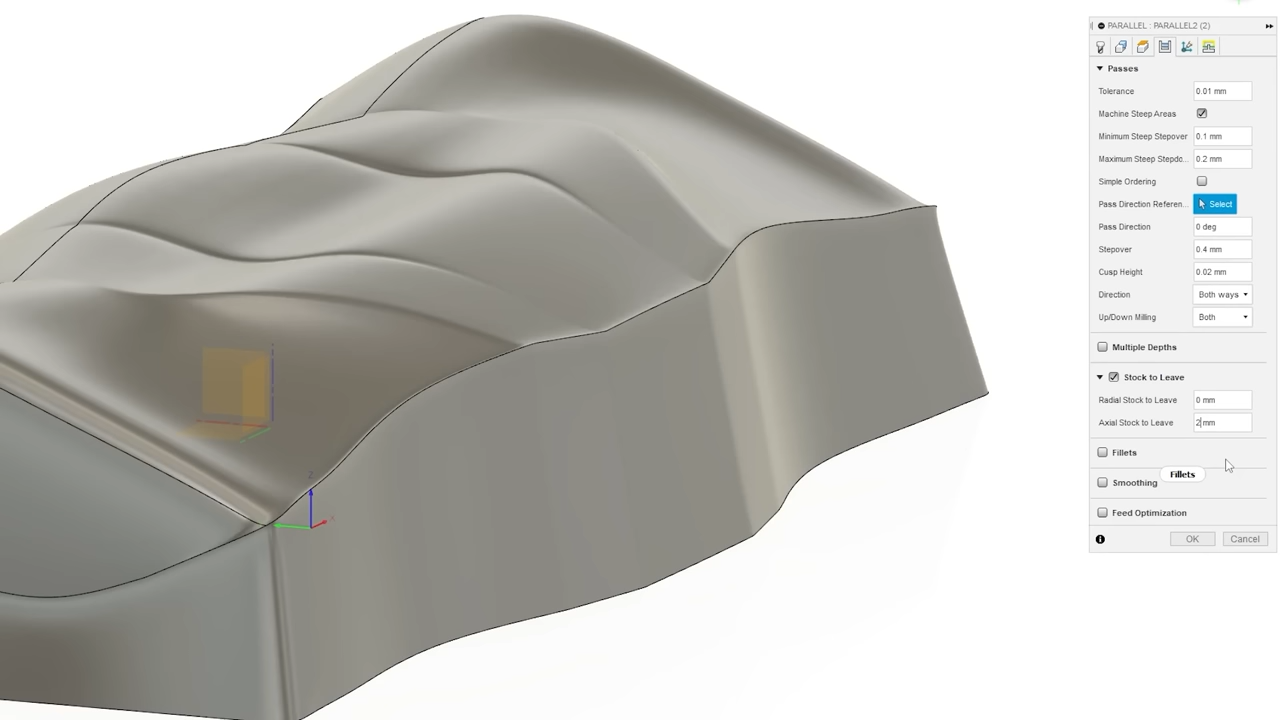 PARALLEL : PARALLEL2 (2)
Passes
Tolerance 0.01 mm
Machine Steep Areas
Minimum Steep Stepover 0.1 mm
Maximum Steep Stepdo... 0.2 mm
Simple Ordering
Pass Direction Referen... Select
Pass Direction 0 deg
Stepover 0.4 mm
Cusp Height 0.02 mm
Direction Both ways
Up/Down Milling Both
Multiple Depths
Stock to Leave
Radial Stock to Leave 0 mm
Axial Stock to Leave 2 mm
Fillets
Fillets
Smoothing
Feed Optimization
OK Cancel
Z